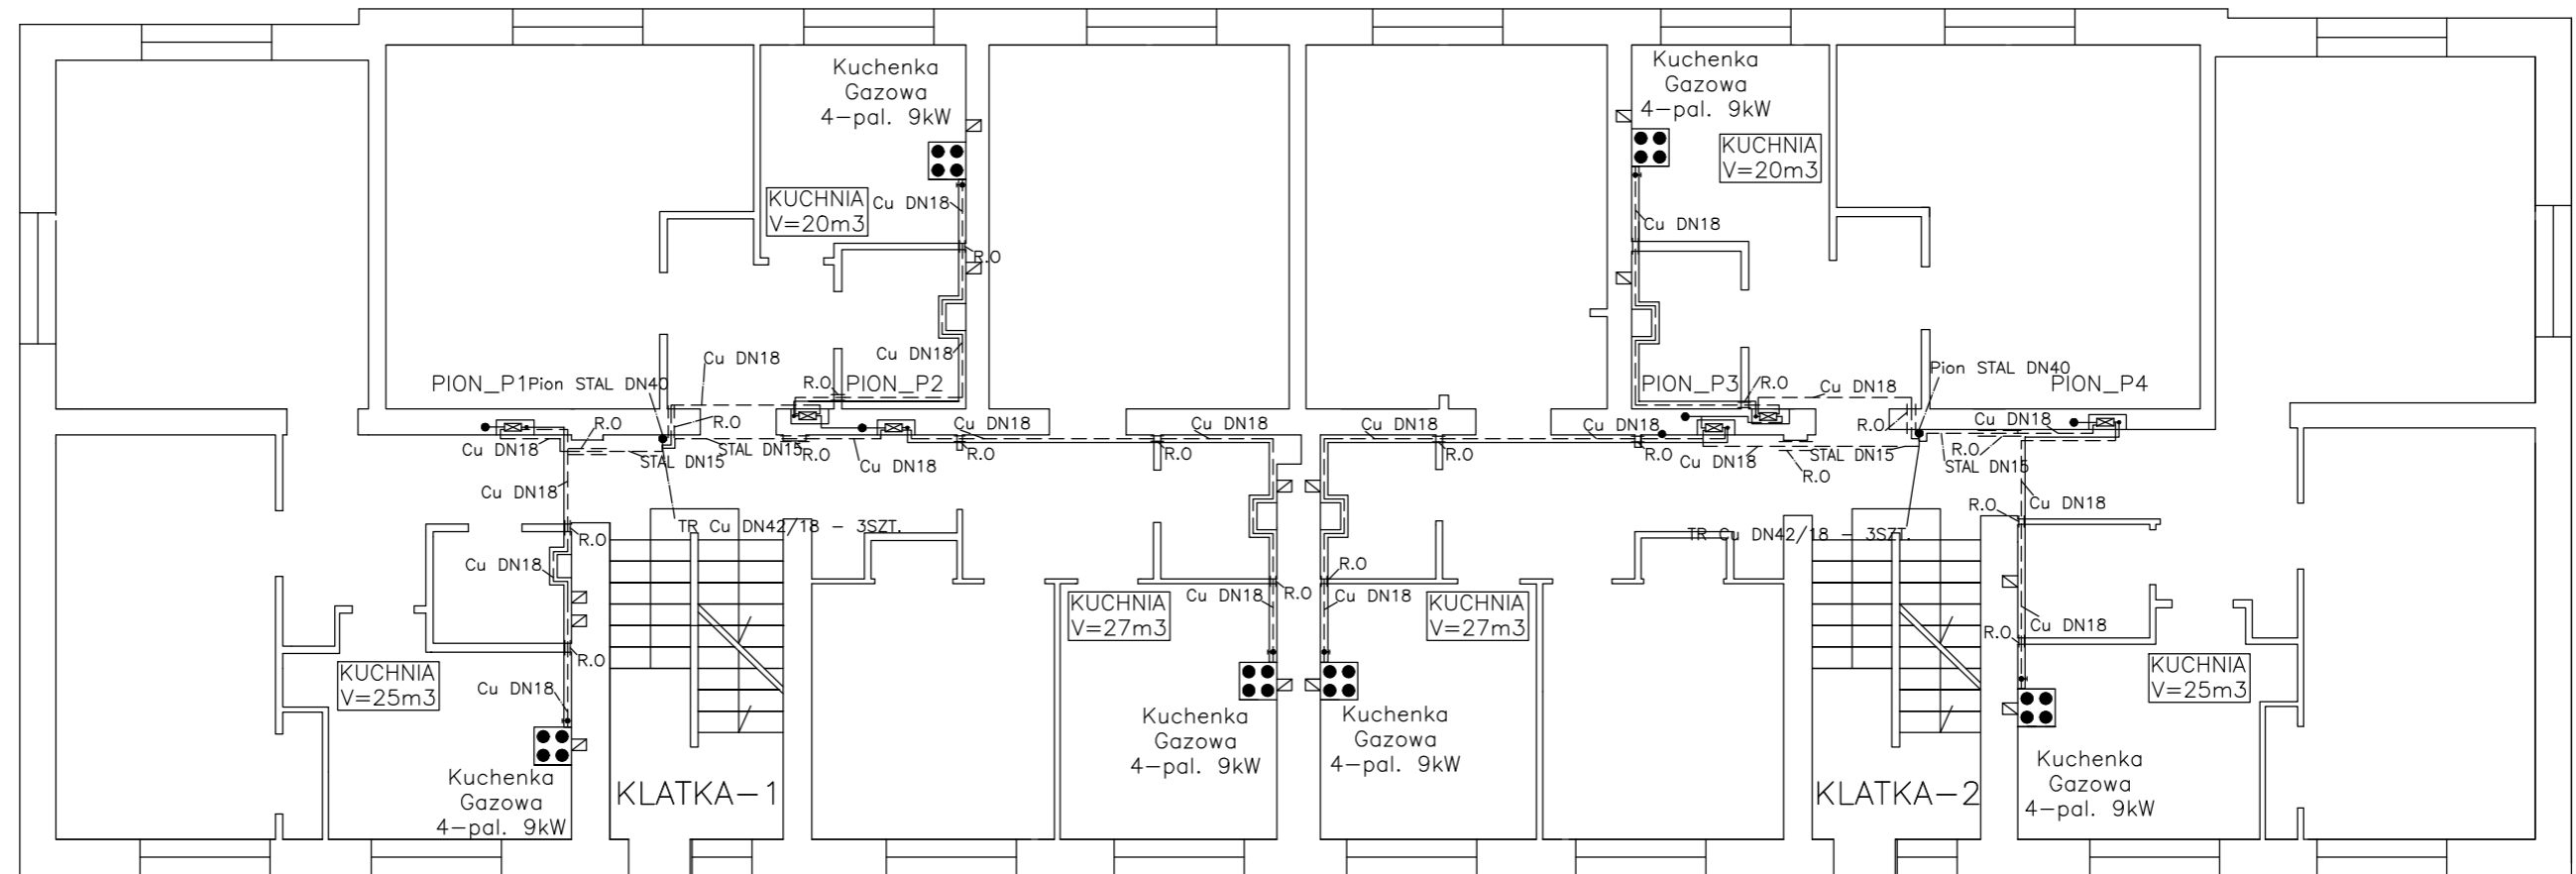 Kuchenka
Gazowa
4-pal. 9kW
KUCHNIA
V=20m3
Cu DN18
R.O
Cu DN18
Cu DN18
PION_P1
Pion STAL DN40
R.O
PION_P2
R.O
R.O
Cu DN18
STAL DN15
STAL DN15
R.O
Cu DN18
Cu DN18
R.O
Cu DN18
R.O
Cu DN18
TR Cu DN42/18 - 3SZT.
R.O
Cu DN18
R.O
KUCHNIA
V=25m3
Cu DN18
Kuchenka
Gazowa
4-pal. 9kW
KLATKA-1
KUCHNIA
V=27m3
Cu DN18
R.O
Kuchenka
Gazowa
4-pal. 9kW
Kuchenka
Gazowa
4-pal. 9kW
KUCHNIA
V=20m3
Cu DN18
PION_P3
R.O
Cu DN18
Pion STAL DN40
PION_P4
Cu DN18
R.O
Cu DN18
R.O
Cu DN18
R.O
STAL DN15
R.O
R.O
Cu DN18
R.O
STAL DN15
Cu DN18
R.O
TR Cu DN42/18 - 3SZT.
R.O
Cu DN18
KUCHNIA
V=27m3
Kuchenka
Gazowa
4-pal. 9kW
KLATKA-2
R.O
Cu DN18
KUCHNIA
V=25m3
Kuchenka
Gazowa
4-pal. 9kW